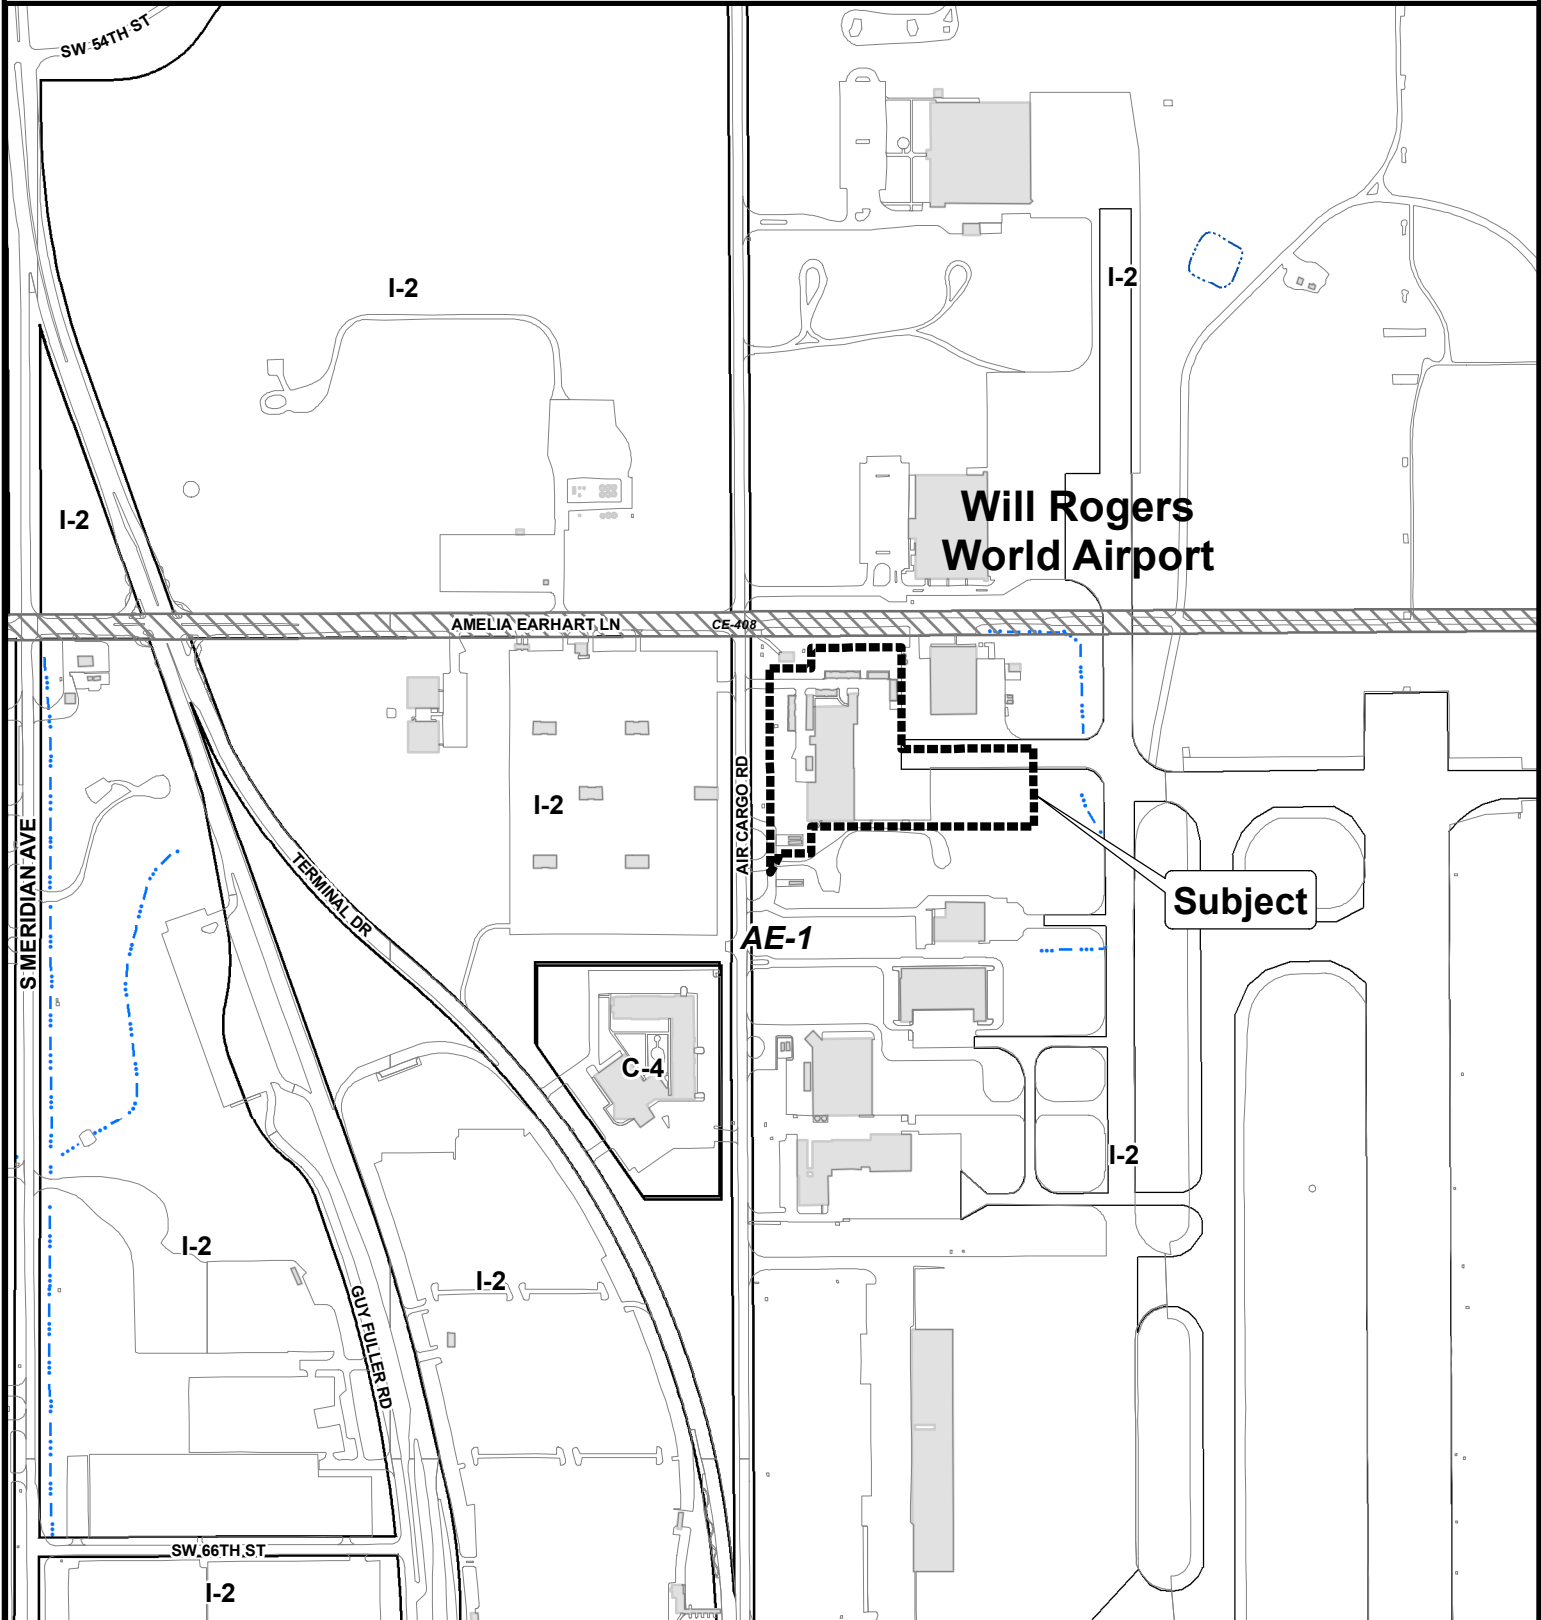 SW 54TH ST
I-2
I-2
I-2
Will Rogers
World Airport
AMELIA EARHART LN
CE-408
I-2
AIR CARGO RD
S MERIDIAN AVE
TERMINAL DR
Subject
AE-1
C-4
I-2
I-2
I-2
GUY FULLER RD
SW 66TH ST
I-2